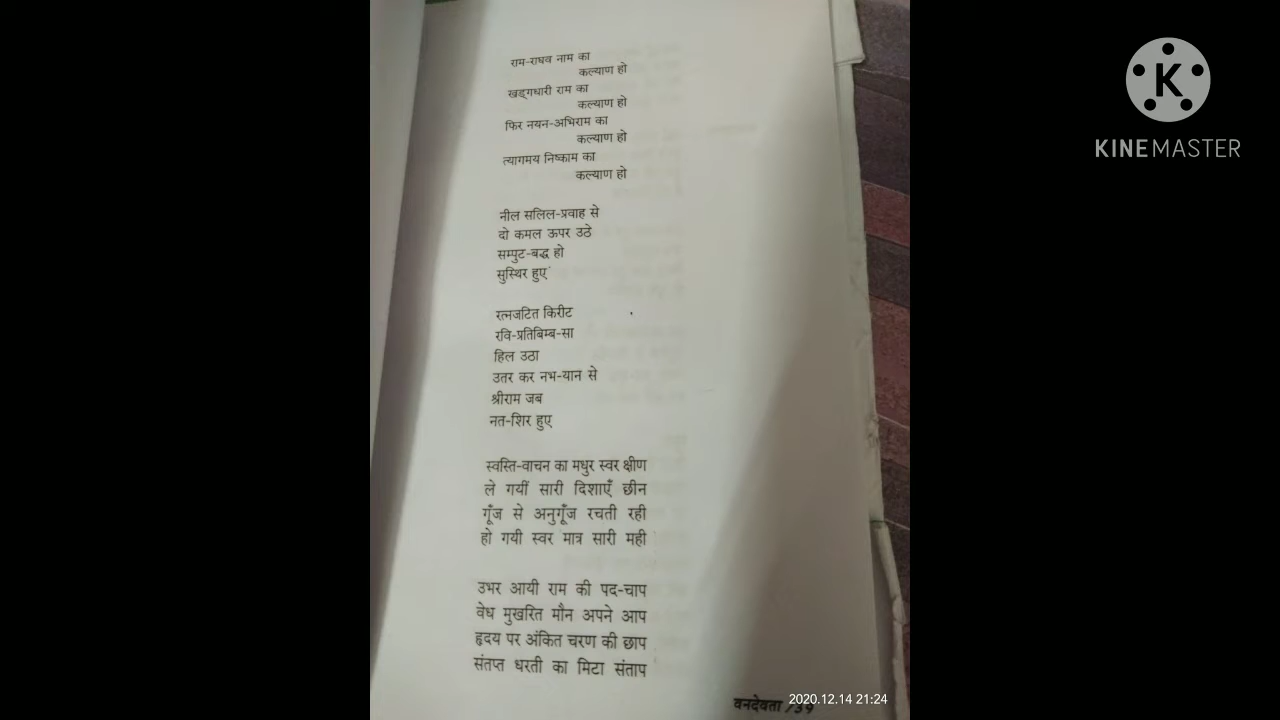 राम-राघव नाम का
कल्याण हो
खड्गधारी राम का
कल्याण हो
फिर नयन-अभिराम का
कल्याण हो
त्यागमय निष्काम का
कल्याण हो
नील सलिल-प्रवाह से
दो कमल ऊपर उठे
सम्पुट-बद्ध हो
सुस्थिर हुए
रत्नजटित किरीट
रवि-प्रतिबिम्ब-सा
हिल उठा
उतर कर नभ-यान से
श्रीराम जब
नत-शिर हुए
स्वस्ति-वाचन का मधुर स्वर क्षीण
ले गयीं सारी दिशाएँ छीन
गूँज से अनुगूँज रचती रही
हो गयी स्वर मात्र सारी मही
उभर आयी राम की पद-चाप
वेध मुखरित मौन अपने आप
हृदय पर अंकित चरण की छाप
संतप्त धरती का मिटा संताप
वनदेवता /39
2020.12.14 21:24
K
KINEMASTER